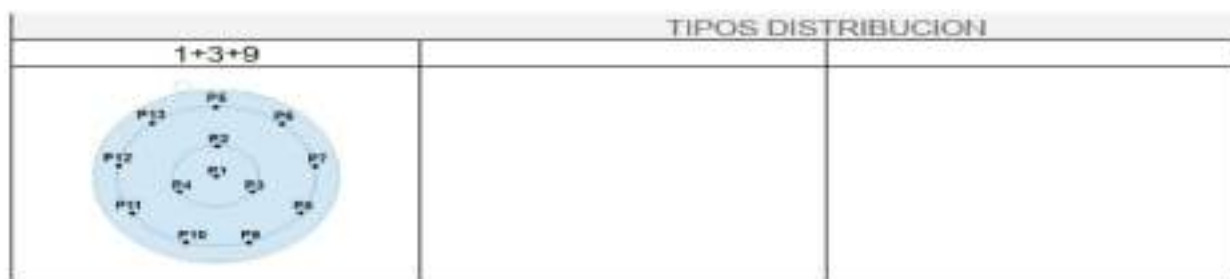 TIPOS DISTRIBUCION
1+3+9
P5
P13 P6
P2
P12 P7
P1
P4 P3
P11 P8
P10 P9